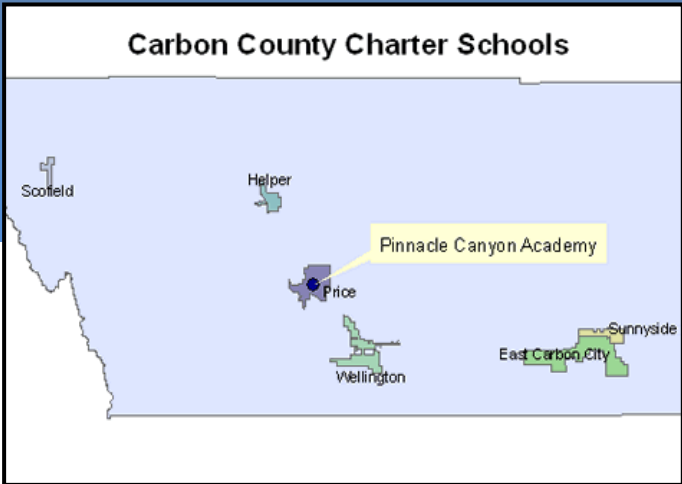 Carbon County Charter Schools
Scofield
Helper
Pinnacle Canyon Academy
Price
Sunnyside
East Carbon City
Wellington